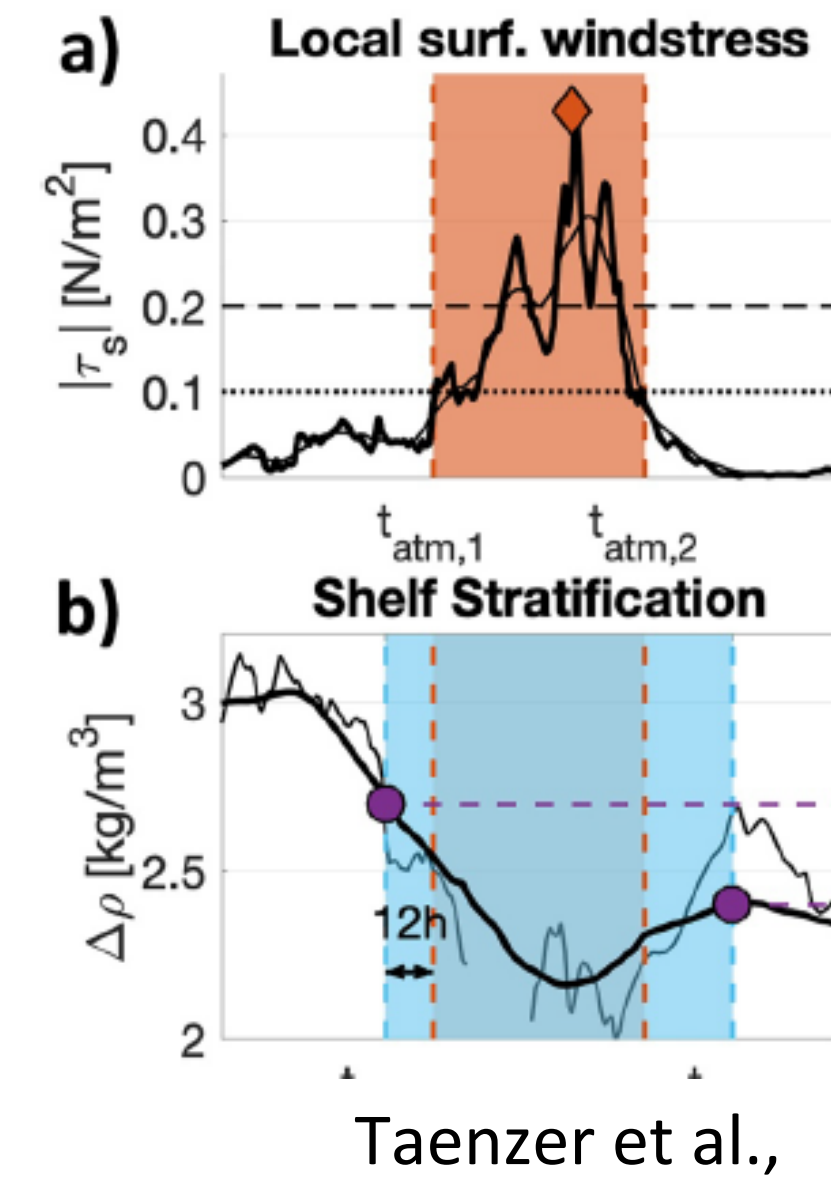 a) Local surf. windstress
|τs| [N/m2]
0.4
0.3
0.2
0.1
0
tatm,1 tatm,2
b) Shelf Stratification
Δρ [kg/m3]
3
2.5
12h
2
Taenzer et al.,